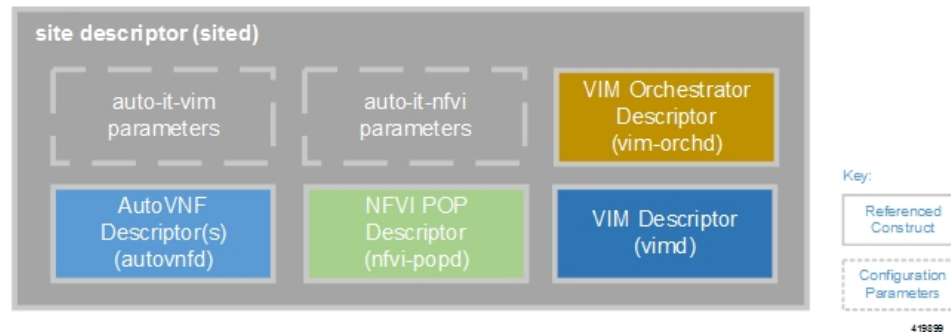 site descriptor (sited)
auto-it-vim
parameters
auto-it-nfvi
parameters
VIM Orchestrator
Descriptor
(vim-orchd)
AutoVNF
Descriptor(s)
(autovnfd)
NFVI POP
Descriptor
(nfvi-popd)
VIM Descriptor
(vimd)
Key:
Referenced
Construct
Configuration
Parameters
419899